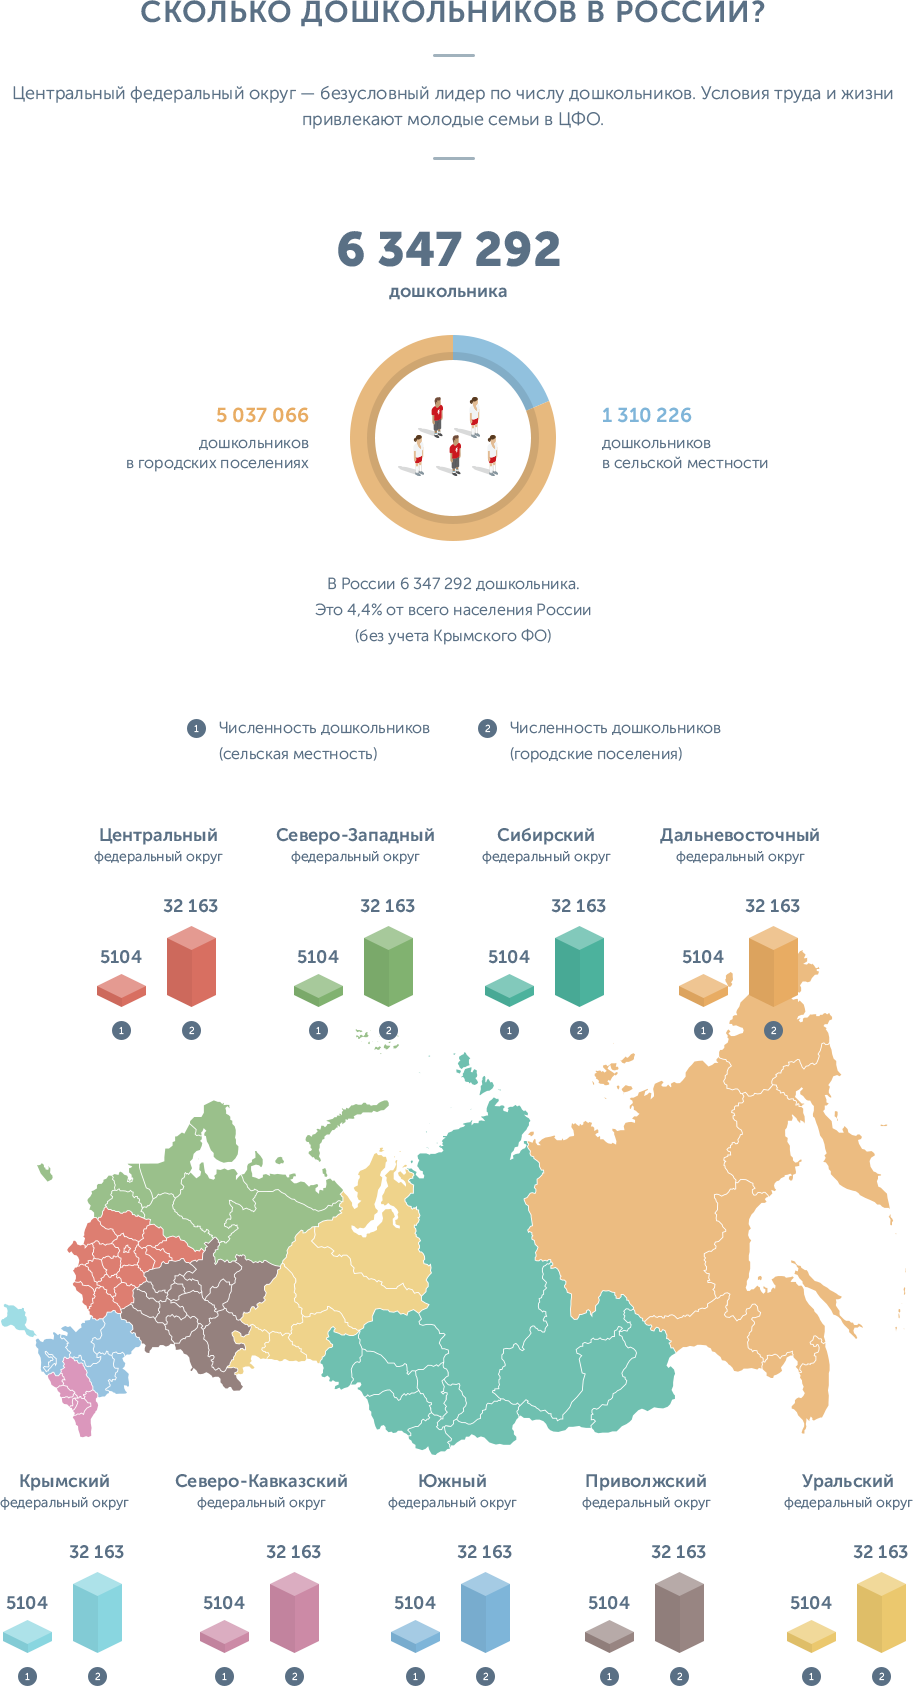 СКОЛЬКО ДОШКОЛЬНИКОВ В РОССИИ?
Центральный федеральный округ — безусловный лидер по числу дошкольников. Условия труда и жизни
привлекают молодые семьи в ЦФО.
6 347 292
дошкольника
5 037 066
дошкольников
в городских поселениях
1 310 226
дошкольников
в сельской местности
В России 6 347 292 дошкольника.
Это 4,4% от всего населения России
(без учета Крымского ФО)
1 Численность дошкольников
(сельская местность)
2 Численность дошкольников
(городские поселения)
Центральный
федеральный округ
32 163
5104
1 2
Северо-Западный
федеральный округ
32 163
5104
1 2
Сибирский
федеральный округ
32 163
5104
1 2
Дальневосточный
федеральный округ
32 163
5104
1 2
Крымский
федеральный округ
32 163
5104
1 2
Северо-Кавказский
федеральный округ
32 163
5104
1 2
Южный
федеральный округ
32 163
5104
1 2
Приволжский
федеральный округ
32 163
5104
1 2
Уральский
федеральный округ
32 163
5104
1 2